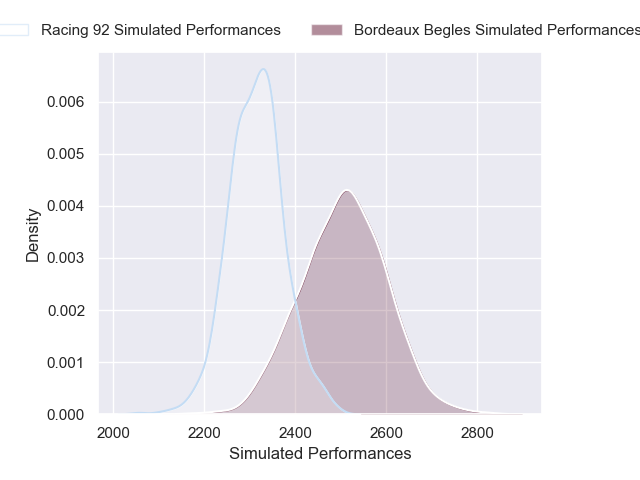 Racing 92 Simulated Performances Bordeaux Begles Simulated Performances
0.006
0.005
0.004
0.003
0.002
0.001
0.000
Density
2000 2200 2400 2600 2800
Simulated Performances